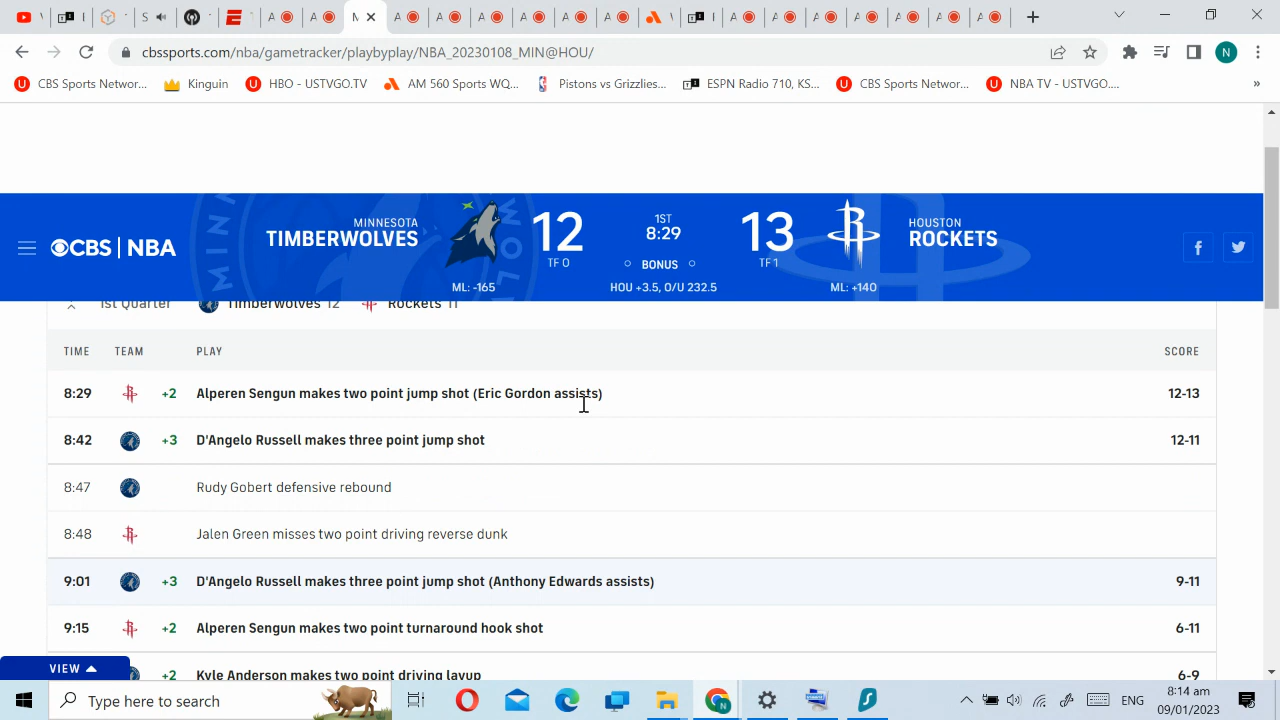 cbssports.com/nba/gametracker/playbyplay/NBA_20230108_MIN@HOU/
N
CBS Sports Networ... Kinguin HBO - USTVGO.TV AM 560 Sports WQ... Pistons vs Grizzlies... ESPN Radio 710, KS... CBS Sports Networ... NBA TV - USTVGO....
CBS | NBA
MINNESOTA
TIMBERWOLVES
12
TF 0
1ST
8:29
BONUS
13
TF 1
HOUSTON
ROCKETS
ML: -165
HOU +3.5, O/U 232.5
ML: +140
1st Quarter Timberwolves 12 Rockets 11
TIME TEAM PLAY SCORE
8:29 +2 Alperen Sengun makes two point jump shot (Eric Gordon assists) 12-13
8:42 +3 D'Angelo Russell makes three point jump shot 12-11
8:47 Rudy Gobert defensive rebound
8:48 Jalen Green misses two point driving reverse dunk
9:01 +3 D'Angelo Russell makes three point jump shot (Anthony Edwards assists) 9-11
9:15 +2 Alperen Sengun makes two point turnaround hook shot 6-11
+2 Kyle Anderson makes two point driving layup 6-9
VIEW
Type here to search
ENG
8:14 am
09/01/2023